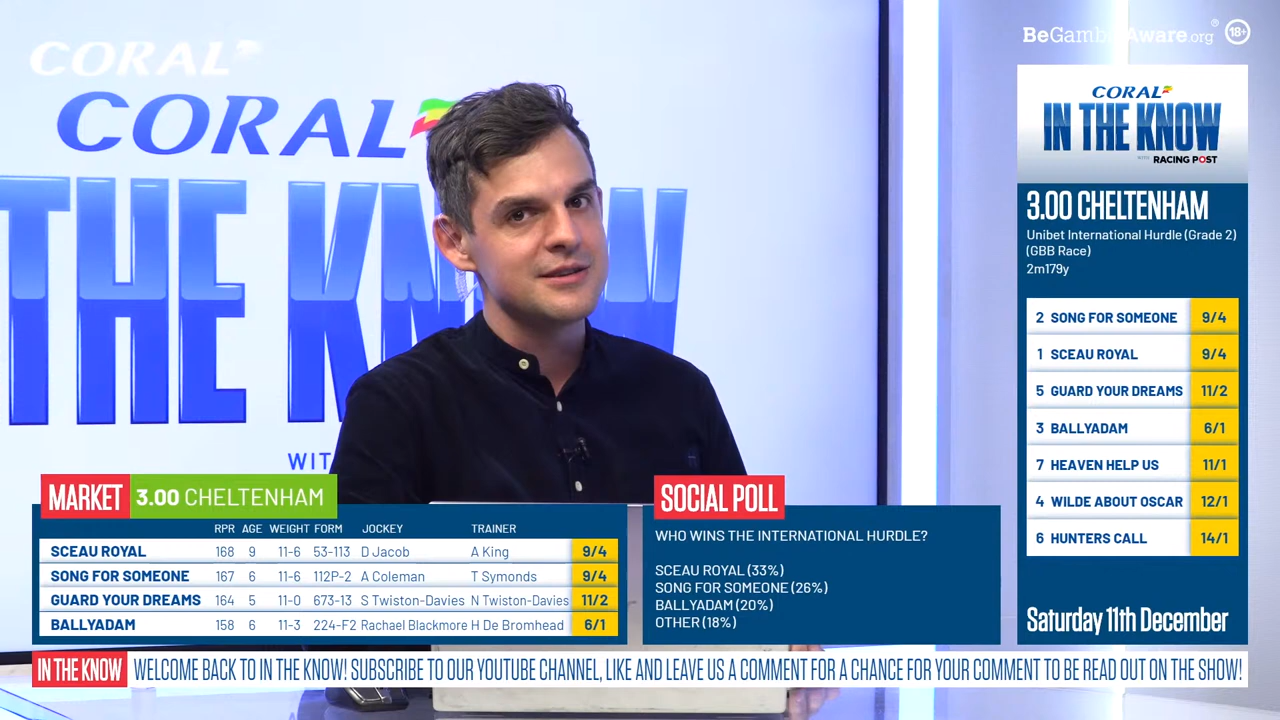 CORAL
BeGamb Aware.org® 18+
CORAL
THE KNOW
WIT
CORAL
IN THE KNOW
WITH RACING POST
3.00 CHELTENHAM
Unibet International Hurdle (Grade 2)
(GBB Race)
2m179y
2 SONG FOR SOMEONE 9/4
1 SCEAU ROYAL 9/4
5 GUARD YOUR DREAMS 11/2
3 BALLYADAM 6/1
7 HEAVEN HELP US 11/1
4 WILDE ABOUT OSCAR 12/1
6 HUNTERS CALL 14/1
Saturday 11th December
MARKET 3.00 CHELTENHAM
RPR AGE WEIGHT FORM JOCKEY TRAINER
SCEAU ROYAL 168 9 11-6 53-113 D Jacob A King 9/4
SONG FOR SOMEONE 167 6 11-6 112P-2 A Coleman T Symonds 9/4
GUARD YOUR DREAMS 164 5 11-0 673-13 S Twiston-Davies N Twiston-Davies 11/2
BALLYADAM 158 6 11-3 224-F2 Rachael Blackmore H De Bromhead 6/1
SOCIAL POLL
WHO WINS THE INTERNATIONAL HURDLE?
SCEAU ROYAL (33%)
SONG FOR SOMEONE (26%)
BALLYADAM (20%)
OTHER (18%)
IN THE KNOW WELCOME BACK TO IN THE KNOW! SUBSCRIBE TO OUR YOUTUBE CHANNEL, LIKE AND LEAVE US A COMMENT FOR A CHANCE FOR YOUR COMMENT TO BE READ OUT ON THE SHOW!